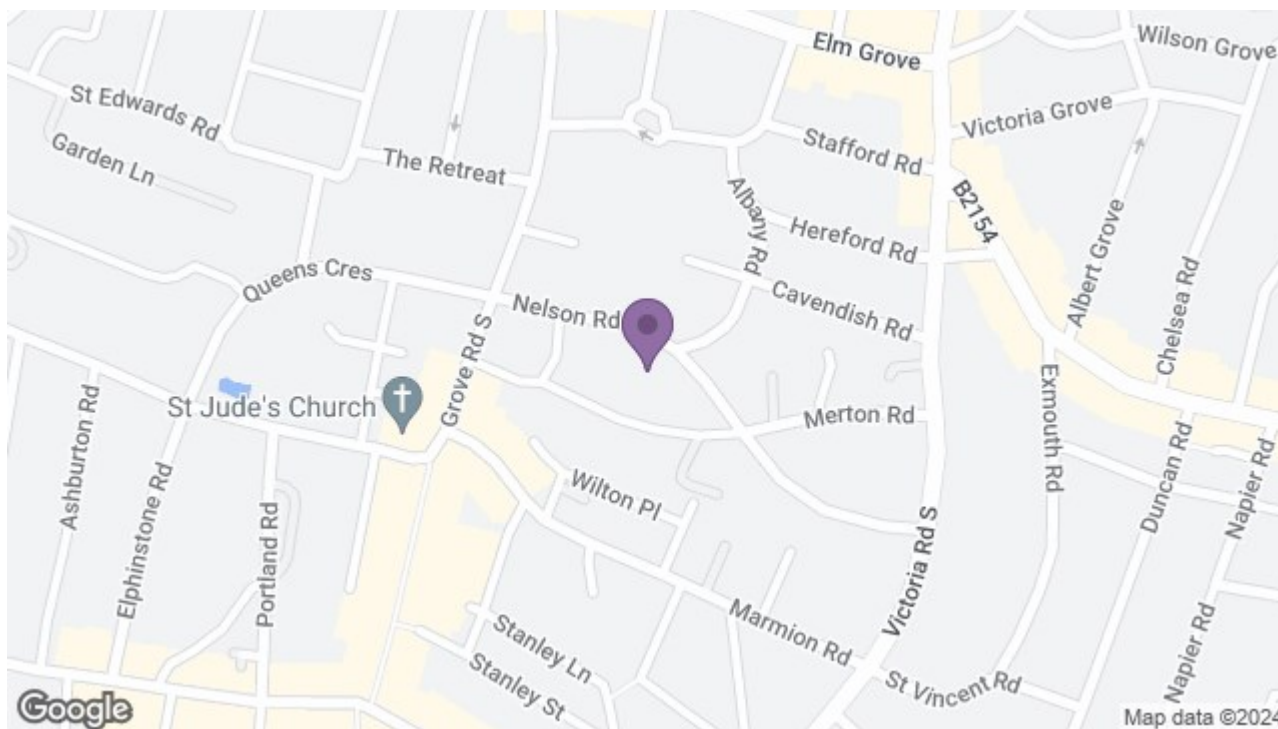 Elm Grove
Wilson Grove
St Edwards Rd
Victoria Grove
Garden Ln
The Retreat
Stafford Rd
B2154
Albany Rd
Hereford Rd
Albert Grove
Queens Cres
Chelsea Rd
Cavendish Rd
Nelson Rd
Grove Rd S
St Jude's Church
Merton Rd
Exmouth Rd
Ashburton Rd
Duncan Rd
Napier Rd
Wilton Pl
Elphinstone Rd
Portland Rd
Victoria Rd S
Marmion Rd
Stanley Ln
Stanley St
St Vincent Rd
Napier Rd
Google
Map data ©2024